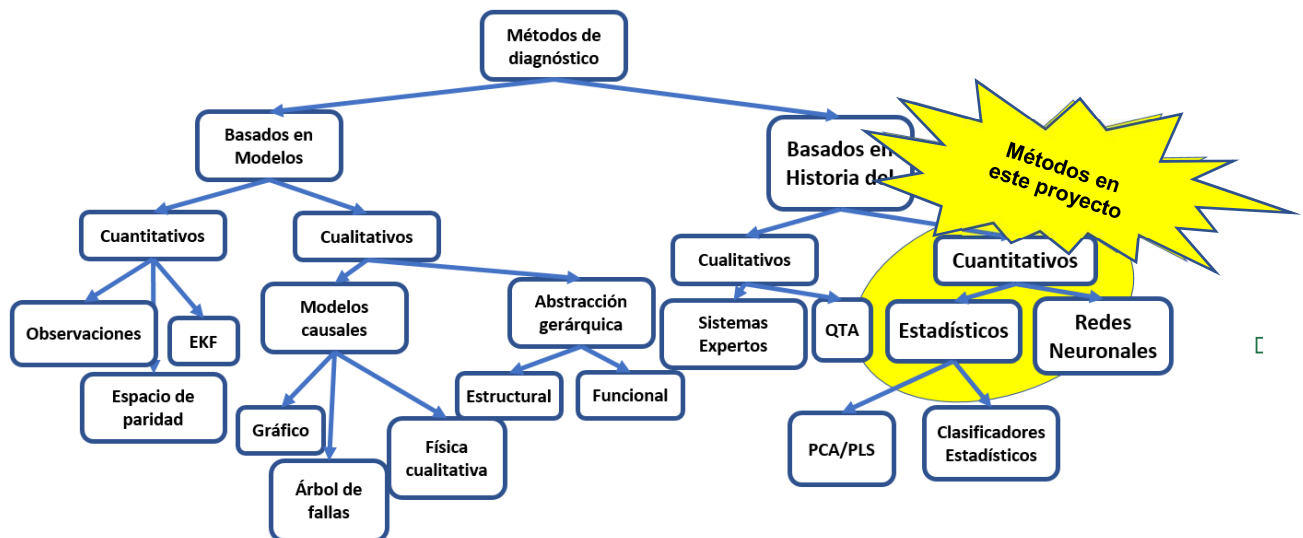 Métodos de
diagnóstico
Basados en
Modelos
Basados en
Historia del
Métodos en
este proyecto
Cuantitativos
Cualitativos
Cualitativos
Cuantitativos
Observaciones
EKF
Espacio de
paridad
Modelos
causales
Abstracción
gerárquica
Sistemas
Expertos
QTA
Estadísticos
Redes
Neuronales
Gráfico
Árbol de
fallas
Física
cualitativa
Estructural
Funcional
PCA/PLS
Clasificadores
Estadísticos